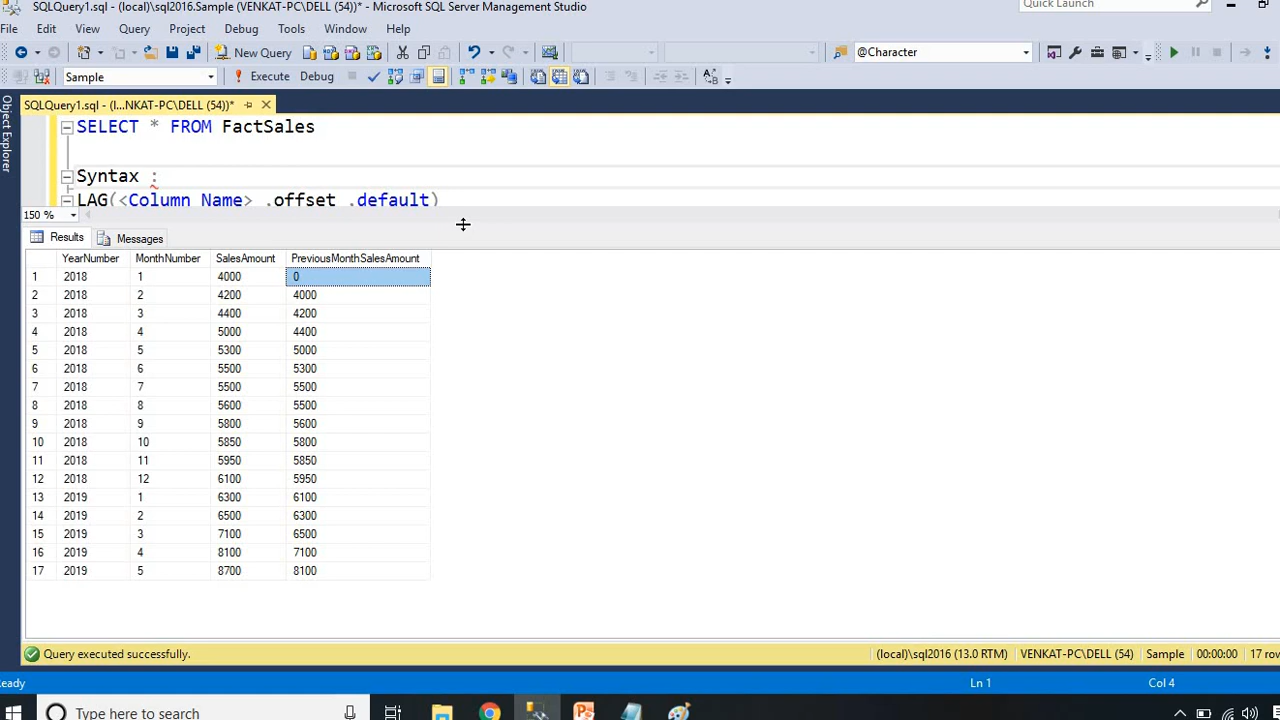 SQLQuery1.sql - (local)\sql2016.Sample (VENKAT-PC\DELL (54))* - Microsoft SQL Server Management Studio
Quick Launch
File Edit View Query Project Debug Tools Window Help
New Query @Character
Sample Execute Debug
SQLQuery1.sql - (l...NKAT-PC\DELL (54))*
Object Explorer
SELECT * FROM FactSales
Syntax :
LAG(<Column Name> ,offset ,default)
150 %
Results Messages
YearNumber MonthNumber SalesAmount PreviousMonthSalesAmount
1 2018 1 4000 0
2 2018 2 4200 4000
3 2018 3 4400 4200
4 2018 4 5000 4400
5 2018 5 5300 5000
6 2018 6 5500 5300
7 2018 7 5500 5500
8 2018 8 5600 5500
9 2018 9 5800 5600
10 2018 10 5850 5800
11 2018 11 5950 5850
12 2018 12 6100 5950
13 2019 1 6300 6100
14 2019 2 6500 6300
15 2019 3 7100 6500
16 2019 4 8100 7100
17 2019 5 8700 8100
Query executed successfully. (local)\sql2016 (13.0 RTM) VENKAT-PC\DELL (54) Sample 00:00:00 17 rov
eady Ln 1 Col 4
Type here to search